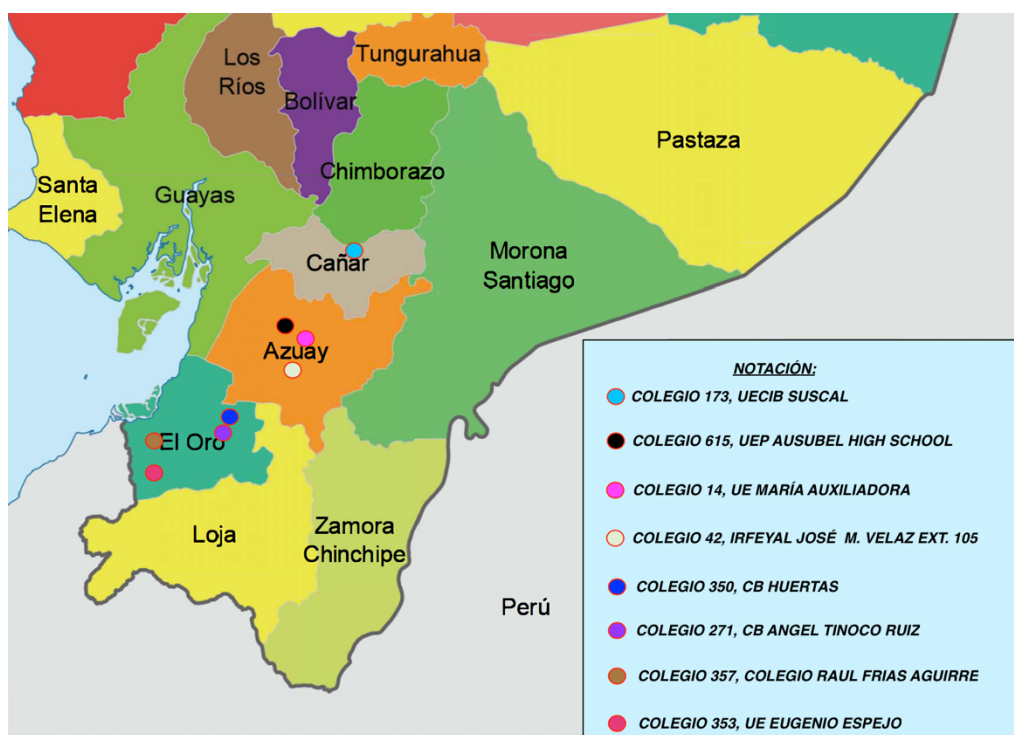 Los
Ríos
Tungurahua
Bolívar
Pastaza
Chimborazo
Santa
Elena
Guayas
Cañar
Morona
Santiago
Azuay
El Oro
Loja
Zamora
Chinchipe
Perú
NOTACIÓN:
COLEGIO 173, UECIB SUSCAL
COLEGIO 615, UEP AUSUBEL HIGH SCHOOL
COLEGIO 14, UE MARÍA AUXILIADORA
COLEGIO 42, IRFEYAL JOSÉ M. VELAZ EXT. 105
COLEGIO 350, CB HUERTAS
COLEGIO 271, CB ANGEL TINOCO RUIZ
COLEGIO 357, COLEGIO RAUL FRIAS AGUIRRE
COLEGIO 353, UE EUGENIO ESPEJO